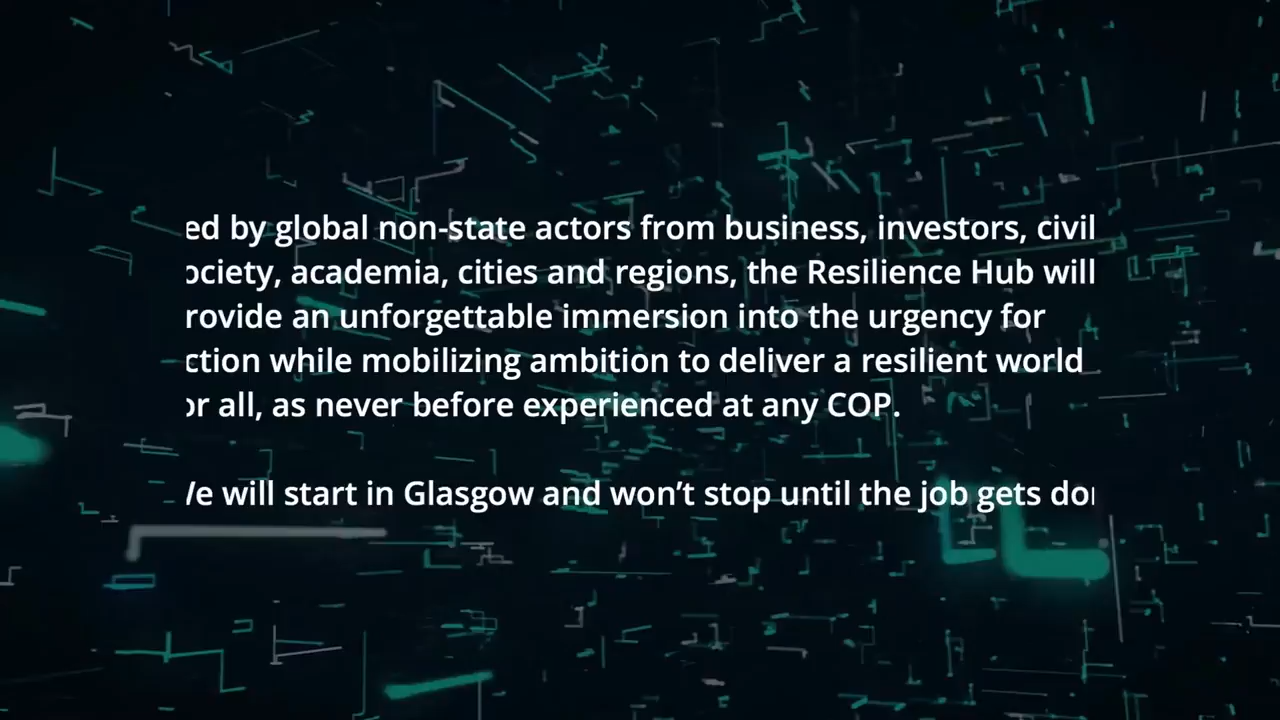 ed by global non-state actors from business, investors, civil
ociety, academia, cities and regions, the Resilience Hub will
rovide an unforgettable immersion into the urgency for
ction while mobilizing ambition to deliver a resilient world
or all, as never before experienced at any COP.
We will start in Glasgow and won’t stop until the job gets do